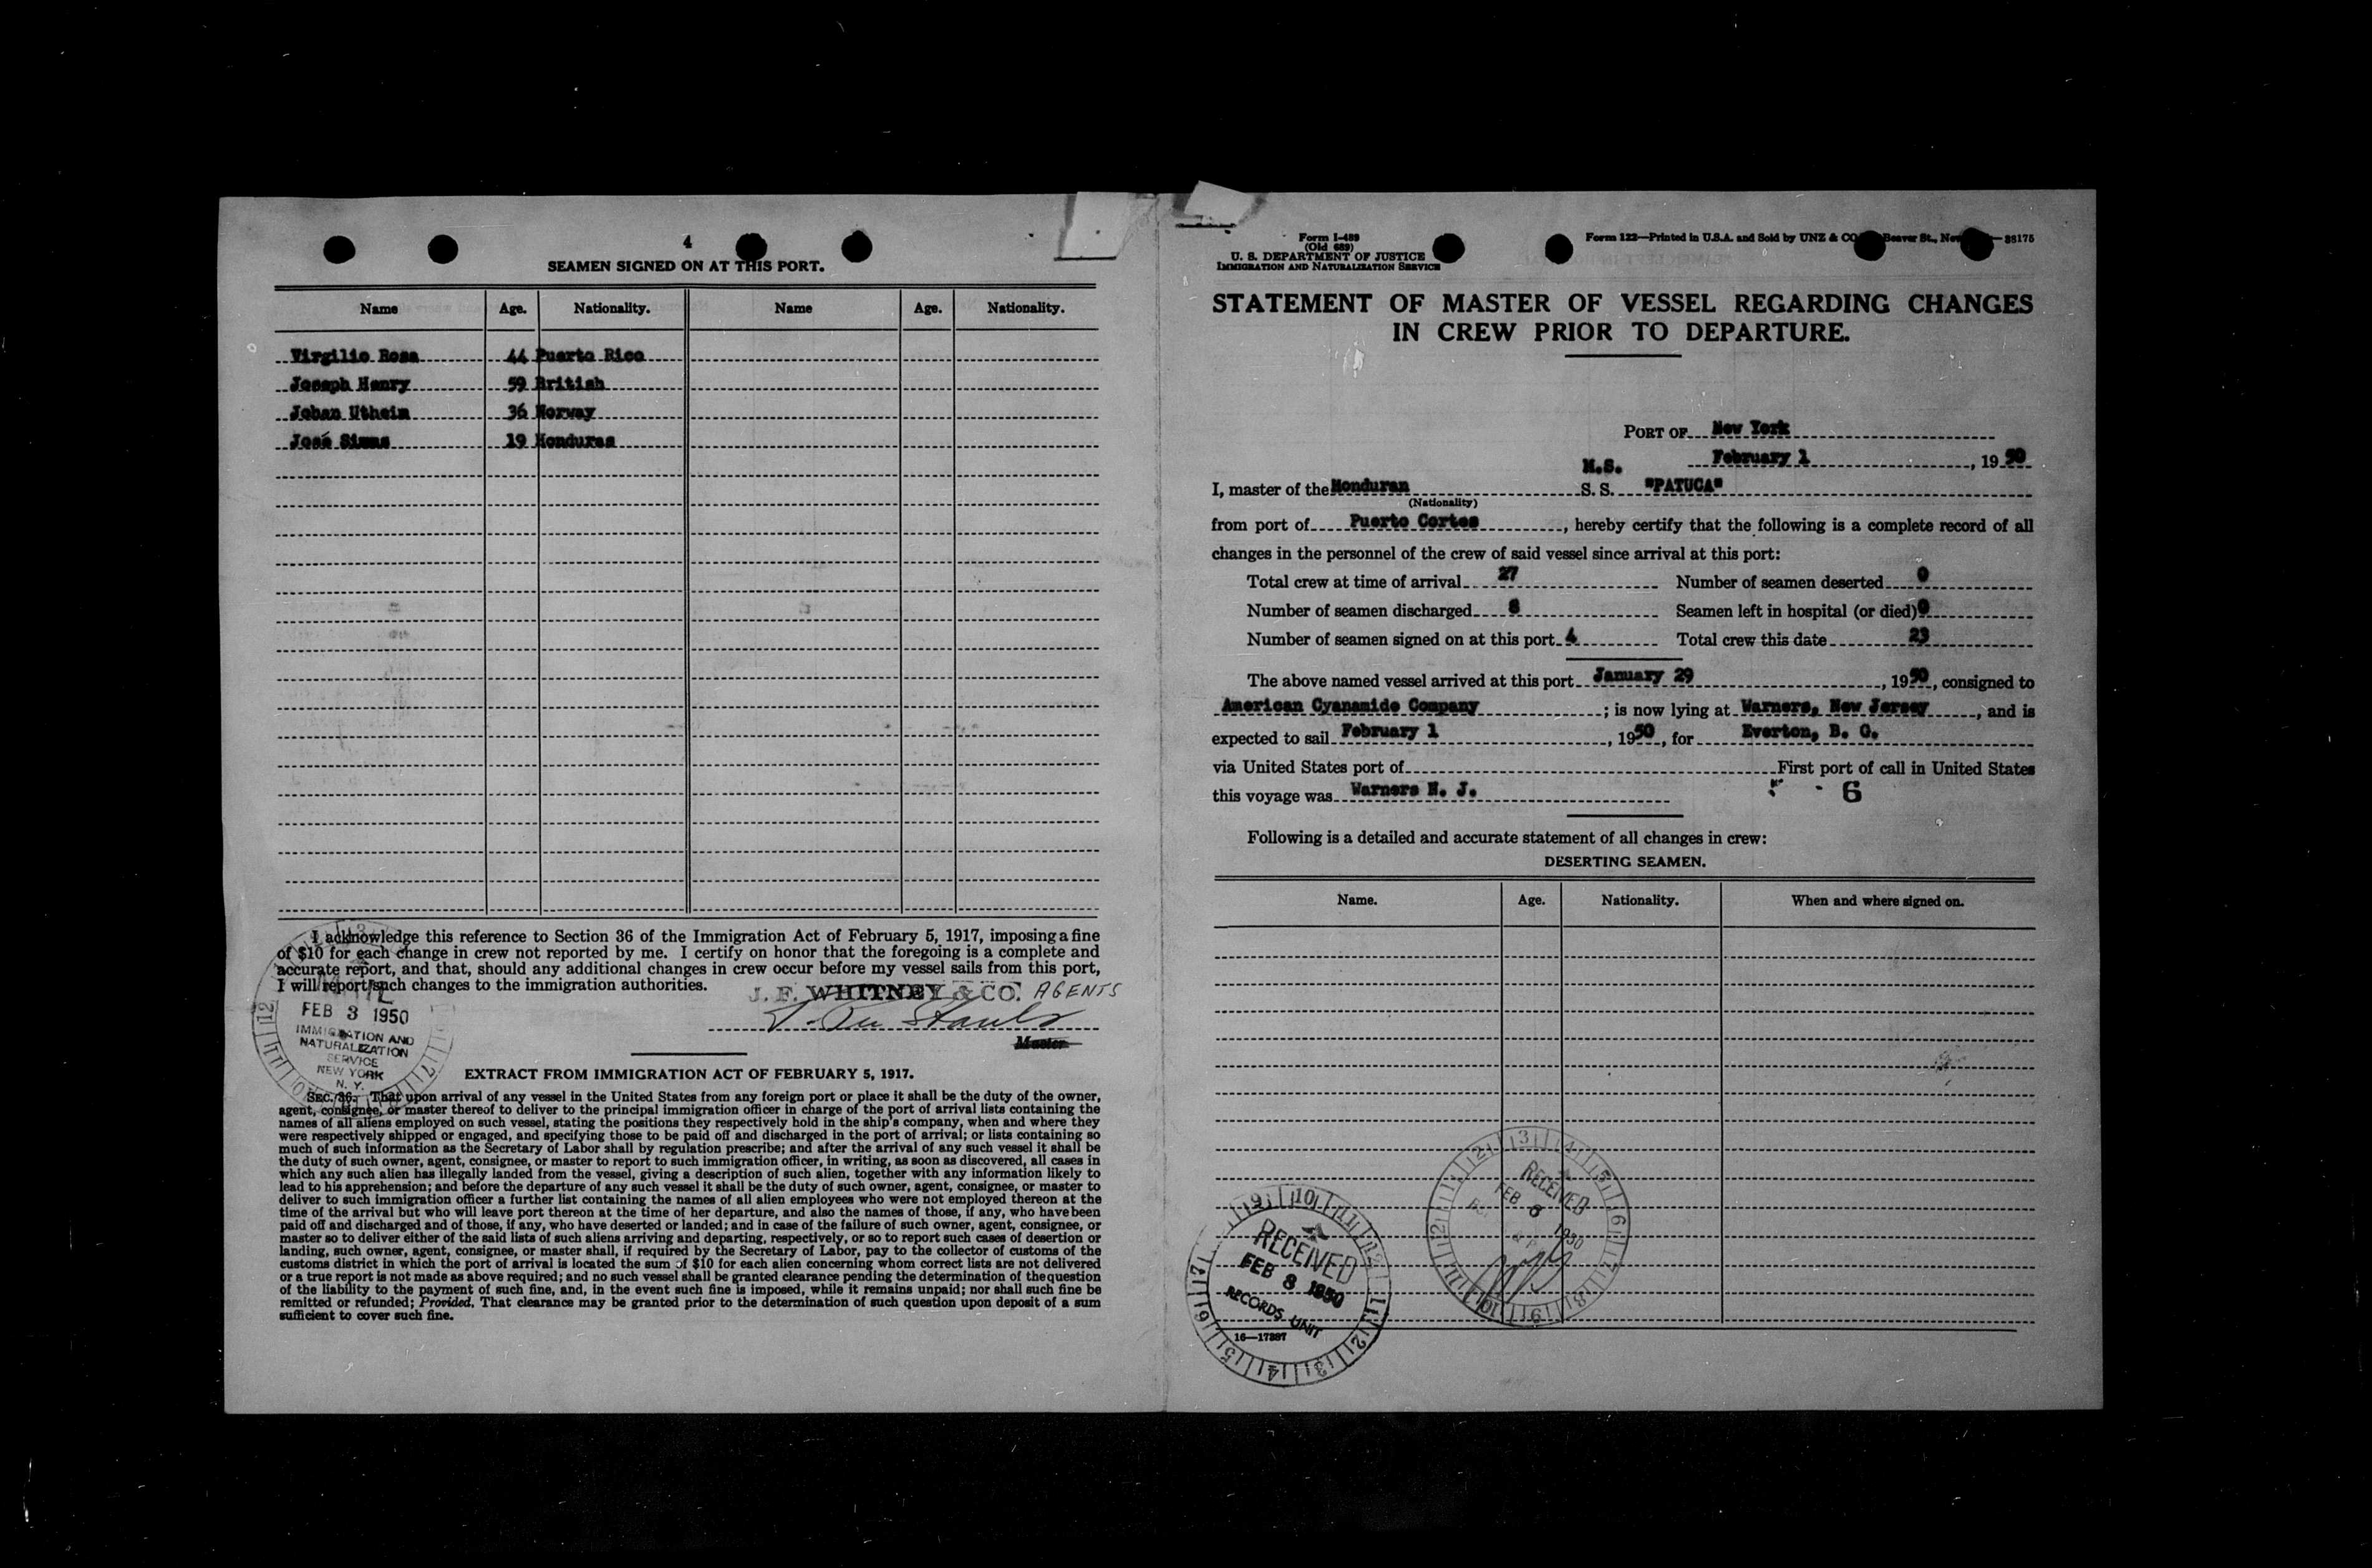 4
SEAMEN SIGNED ON AT THIS PORT.
Name Age. Nationality. Name Age. Nationality.
Virgilio Rosa 44 Puerto Rico
Joseph Henry 59 British
Johan Utheim 36 Norway
José Simms 19 Honduras
I acknowledge this reference to Section 36 of the Immigration Act of February 5, 1917, imposing a fine
of $10 for each change in crew not reported by me. I certify on honor that the foregoing is a complete and
accurate report, and that, should any additional changes in crew occur before my vessel sails from this port,
I will report such changes to the immigration authorities.
J. F. WHITNEY & CO. AGENTS
Master
FEB 3 1950
IMMIGRATION AND
NATURALIZATION
SERVICE
NEW YORK
N. Y.
EXTRACT FROM IMMIGRATION ACT OF FEBRUARY 5, 1917.
SEC. 36. That upon arrival of any vessel in the United States from any foreign port or place it shall be the duty of the owner,
agent, consignee, or master thereof to deliver to the principal immigration officer in charge of the port of arrival lists containing the
names of all aliens employed on such vessel, stating the positions they respectively hold in the ship's company, when and where they
were respectively shipped or engaged, and specifying those to be paid off and discharged in the port of arrival; or lists containing so
much of such information as the Secretary of Labor shall by regulation prescribe; and after the arrival of any such vessel it shall be
the duty of such owner, agent, consignee, or master to report to such immigration officer, in writing, as soon as discovered, all cases in
which any such alien has illegally landed from the vessel, giving a description of such alien, together with any information likely to
lead to his apprehension; and before the departure of any such vessel it shall be the duty of such owner, agent, consignee, or master to
deliver to such immigration officer a further list containing the names of all alien employees who were not employed thereon at the
time of the arrival but who will leave port thereon at the time of her departure, and also the names of those, if any, who have been
paid off and discharged and of those, if any, who have deserted or landed; and in case of the failure of such owner, agent, consignee, or
master so to deliver either of the said lists of such aliens arriving and departing, respectively, or so to report such cases of desertion or
landing, such owner, agent, consignee, or master shall, if required by the Secretary of Labor, pay to the collector of customs of the
customs district in which the port of arrival is located the sum of $10 for each alien concerning whom correct lists are not delivered
or a true report is not made as above required; and no such vessel shall be granted clearance pending the determination of the question
of the liability to the payment of such fine, and, in the event such fine is imposed, while it remains unpaid; nor shall such fine be
remitted or refunded; Provided, That clearance may be granted prior to the determination of such question upon deposit of a sum
sufficient to cover such fine.
Form I-489
(Old 689)
U. S. DEPARTMENT OF JUSTICE
IMMIGRATION AND NATURALIZATION SERVICE
Form 122—Printed in U.S.A. and Sold by UNZ & CO Beaver St., New —38175
STATEMENT OF MASTER OF VESSEL REGARDING CHANGES
IN CREW PRIOR TO DEPARTURE.
PORT OF New York
February 1, 1950
M.S.
I, master of the Honduran S. S. "PATUCA"
(Nationality)
from port of Puerto Cortes, hereby certify that the following is a complete record of all
changes in the personnel of the crew of said vessel since arrival at this port:
Total crew at time of arrival 27 Number of seamen deserted 0
Number of seamen discharged 8 Seamen left in hospital (or died) 0
Number of seamen signed on at this port 4 Total crew this date 23
The above named vessel arrived at this port January 29, 1950, consigned to
American Cyanamide Company; is now lying at Warners, New Jersey, and is
expected to sail February 1, 1950, for Everton, B. G.
via United States port of First port of call in United States
this voyage was Warners N. J.
6
Following is a detailed and accurate statement of all changes in crew:
DESERTING SEAMEN.
Name. Age. Nationality. When and where signed on.
RECEIVED
FEB 8 1950
RECORDS UNIT
16—17387
RECEIVED
FEB 8 1950